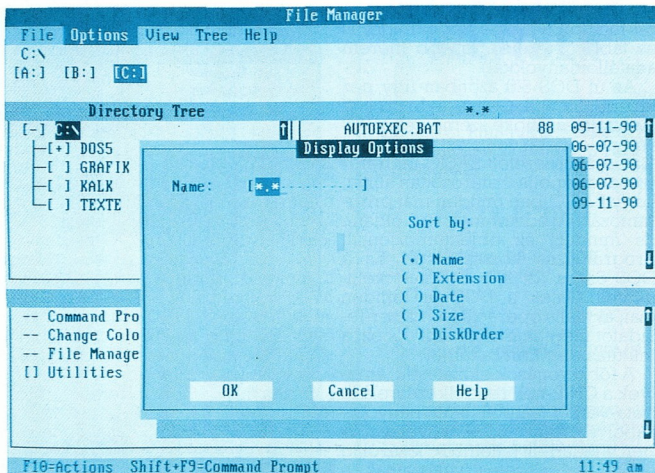 File Manager
File Options View Tree Help
C:\
[A:] [B:] [C:]
Directory Tree *.*
[-] C:\ AUTOEXEC.BAT 88 09-11-90
[+] DOS5 06-07-90
[ ] GRAFIK 06-07-90
[ ] KALK 06-07-90
[ ] TEXTE 09-11-90
Display Options
Name: [*.*...........]
Sort by:
(•) Name
( ) Extension
( ) Date
( ) Size
( ) DiskOrder
OK Cancel Help
-- Command Pro
-- Change Colo
-- File Manage
[] Utilities
F10=Actions Shift+F9=Command Prompt 11:49 am